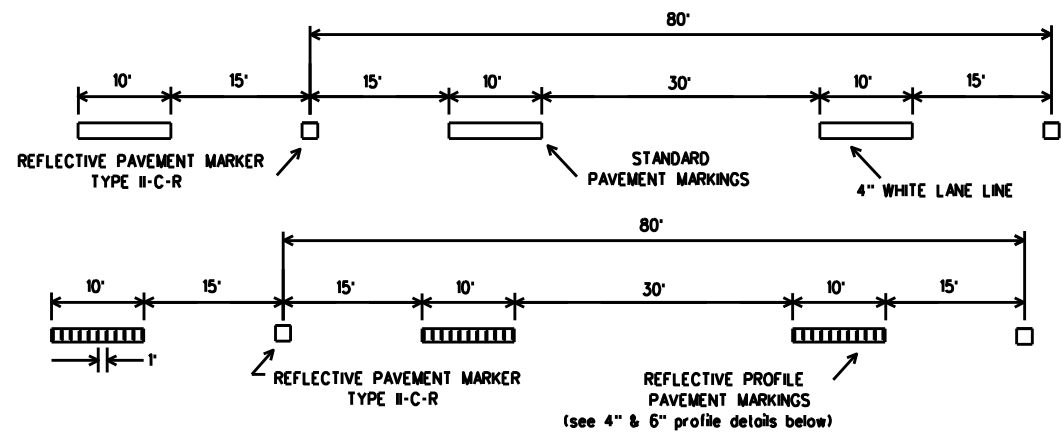 80'
10' 15' 15' 10' 30' 10' 15'
REFLECTIVE PAVEMENT MARKER
TYPE II-C-R
STANDARD
PAVEMENT MARKINGS
4" WHITE LANE LINE
80'
10' 15' 15' 10' 30' 10' 15'
1'
REFLECTIVE PAVEMENT MARKER
TYPE II-C-R
REFLECTIVE PROFILE
PAVEMENT MARKINGS
(see 4" & 6" profile details below)